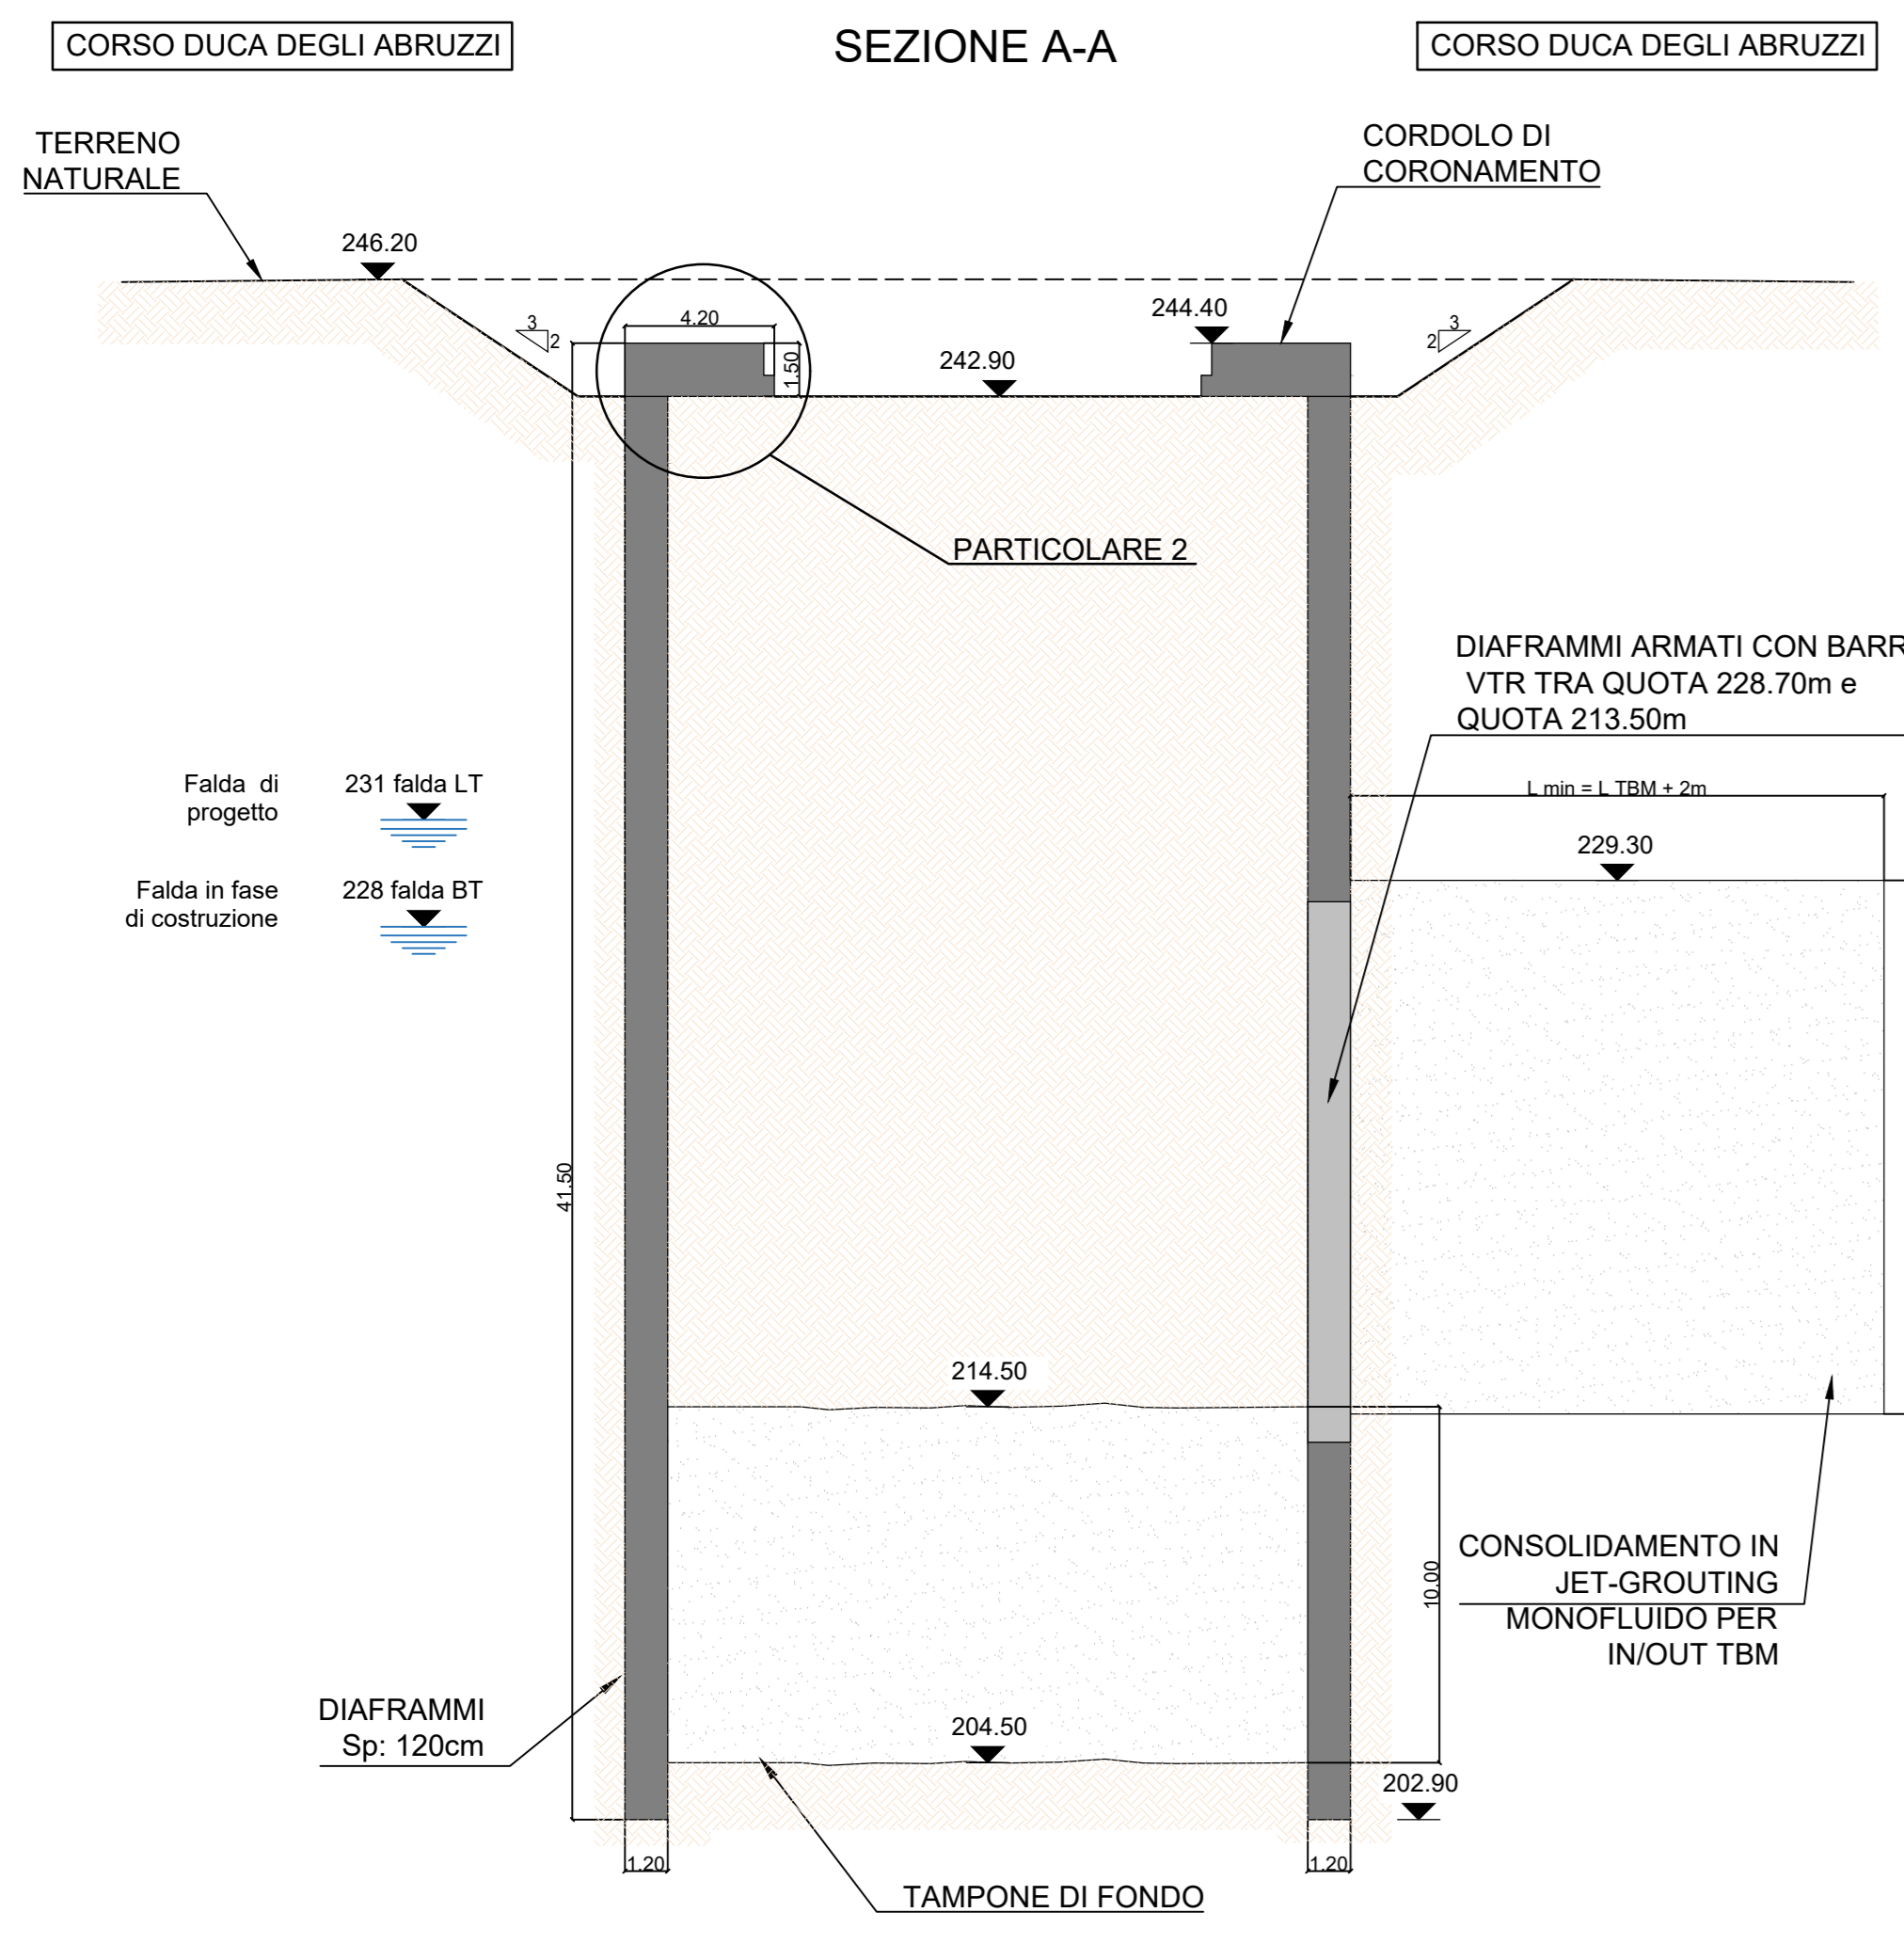 CORSO DUCA DEGLI ABRUZZI
SEZIONE A-A
CORSO DUCA DEGLI ABRUZZI
TERRENO
NATURALE
CORDOLO DI
CORONAMENTO
246.20
244.40
3
2
4.20
1.50
242.90
3
2
PARTICOLARE 2
DIAFRAMMI ARMATI CON BARR
VTR TRA QUOTA 228.70m e
QUOTA 213.50m
Falda di
progetto
231 falda LT
L min = L TBM + 2m
229.30
Falda in fase
di costruzione
228 falda BT
41.50
214.50
10.00
CONSOLIDAMENTO IN
JET-GROUTING
MONOFLUIDO PER
IN/OUT TBM
DIAFRAMMI
Sp: 120cm
204.50
202.90
1.20
1.20
TAMPONE DI FONDO